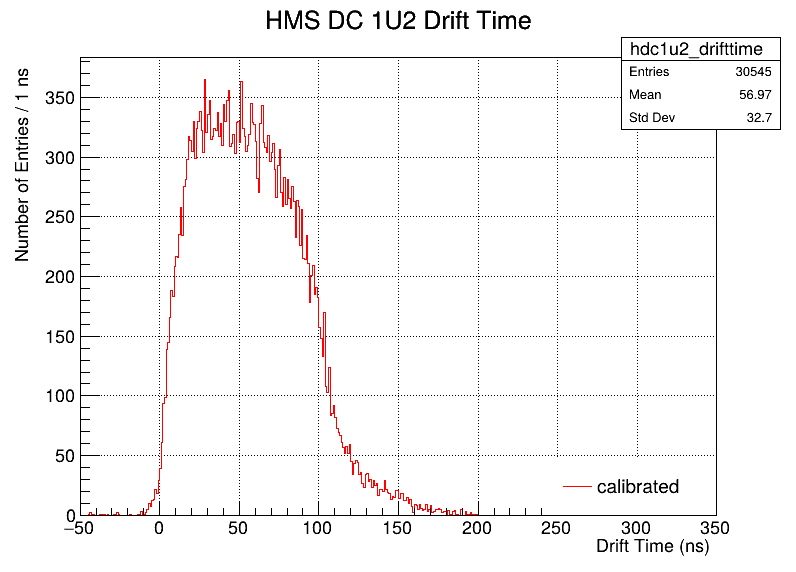 HMS DC 1U2 Drift Time
hdc1u2_drifttime
Entries 30545
Mean 56.97
Std Dev 32.7
Number of Entries / 1 ns
350
300
250
200
150
100
50
0
−50 0 50 100 150 200 250 300 350
Drift Time (ns)
calibrated